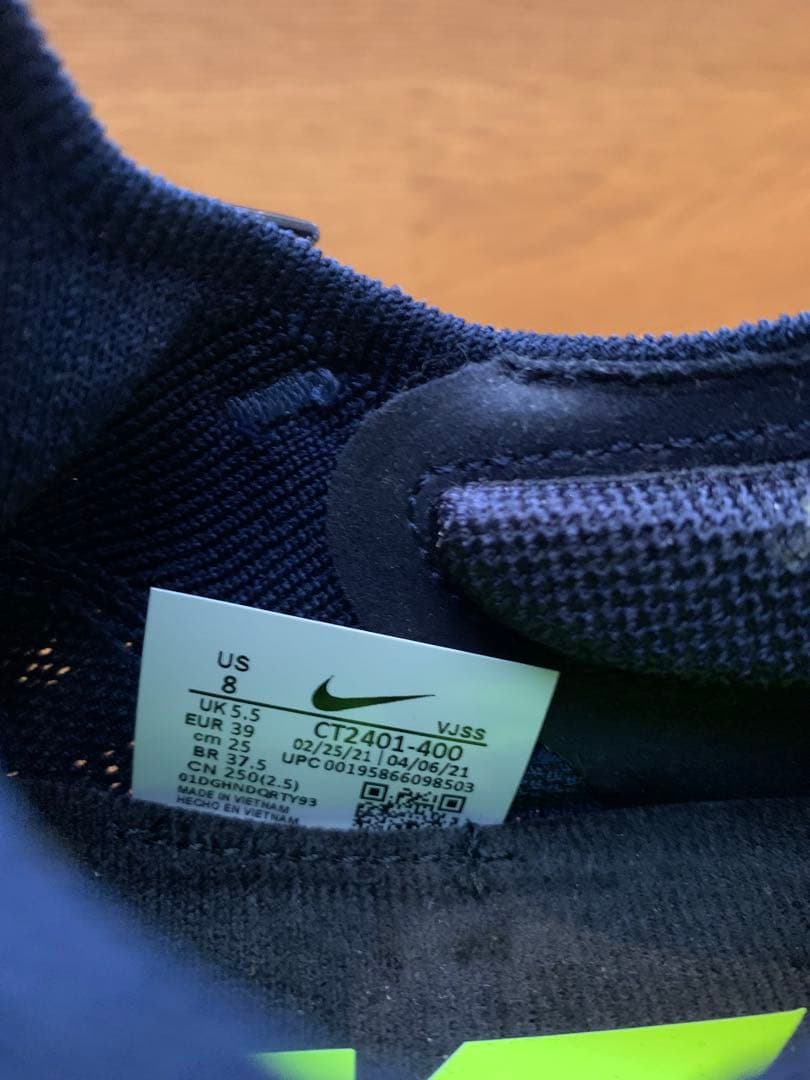 US
8
UK 5.5
EUR 39
cm 25
BR 37.5
CN 250(2.5)
01DGHNDQRTY93
MADE IN VIETNAM
HECHO EN VIETNAM
VJSS
CT2401-400
02/25/21 | 04/06/21
UPC 00195866098503